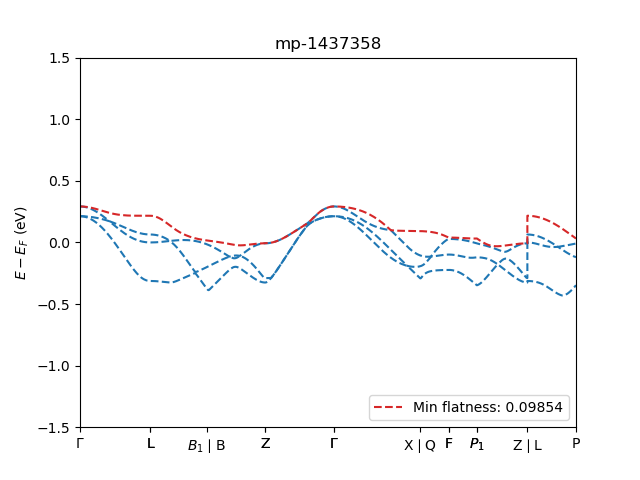 mp-1437358
1.5
1.0
0.5
0.0
−0.5
−1.0
−1.5
E − E_F (eV)
Γ L B₁ | B Z Γ X | Q F P₁ Z | L P
Min flatness: 0.09854